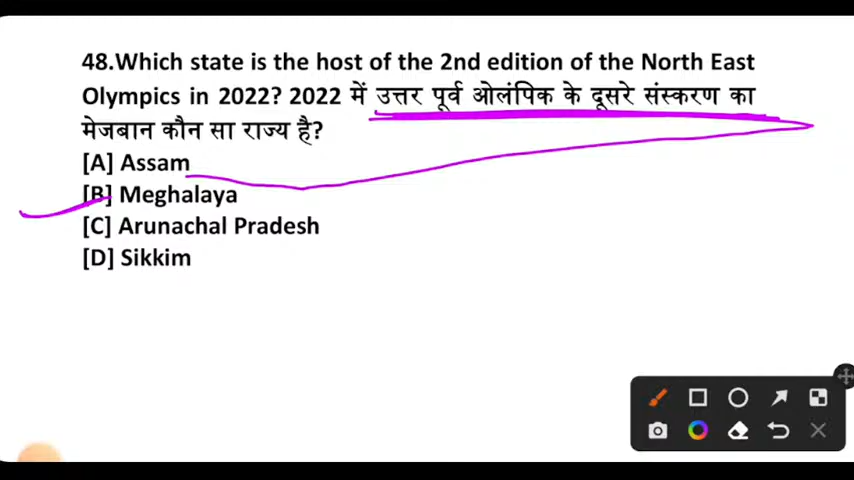 48.Which state is the host of the 2nd edition of the North East
Olympics in 2022? 2022 में उत्तर पूर्व ओलंपिक के दूसरे संस्करण का
मेजबान कौन सा राज्य है?
[A] Assam
[B] Meghalaya
[C] Arunachal Pradesh
[D] Sikkim